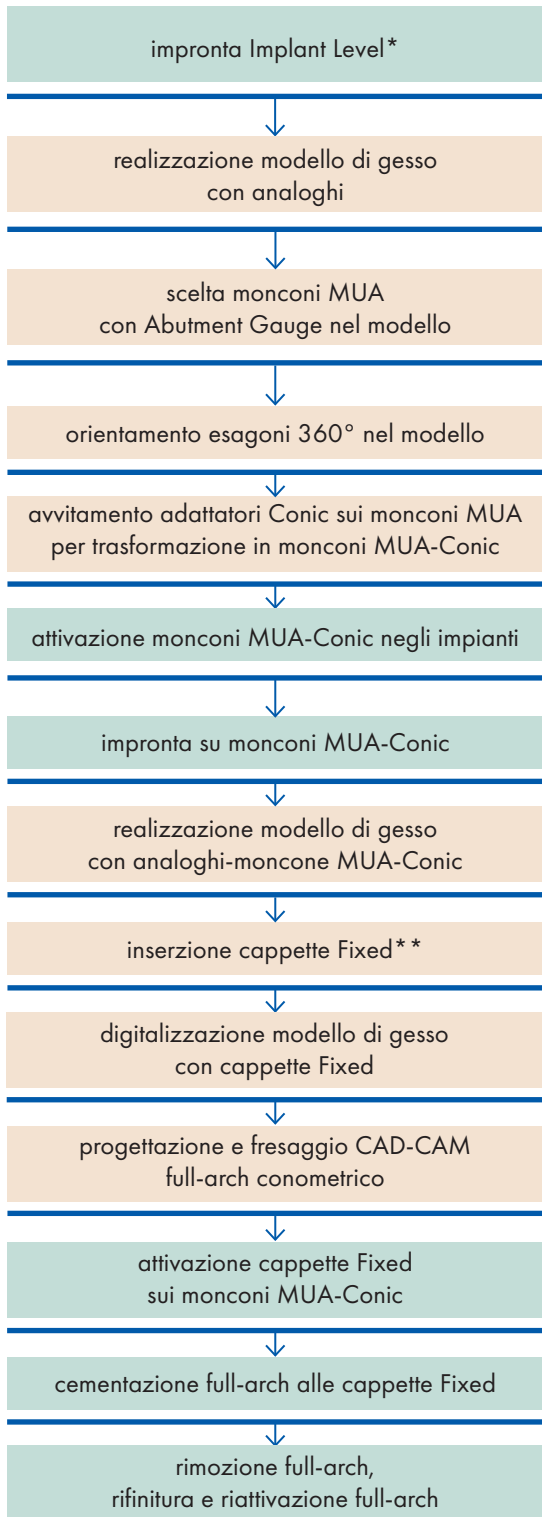 impronta Implant Level*
realizzazione modello di gesso
con analoghi
scelta monconi MUA
con Abutment Gauge nel modello
orientamento esagoni 360° nel modello
avvitamento adattatori Conic sui monconi MUA
per trasformazione in monconi MUA-Conic
attivazione monconi MUA-Conic negli impianti
impronta su monconi MUA-Conic
realizzazione modello di gesso
con analoghi-moncone MUA-Conic
inserzione cappette Fixed**
digitalizzazione modello di gesso
con cappette Fixed
progettazione e fresaggio CAD-CAM
full-arch conometrico
attivazione cappette Fixed
sui monconi MUA-Conic
cementazione full-arch alle cappette Fixed
rimozione full-arch,
rifinitura e riattivazione full-arch